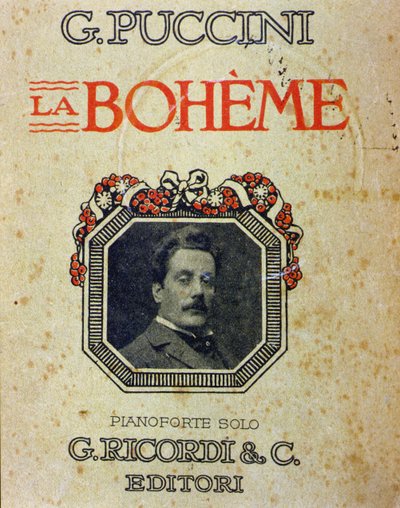 G. PUCCINI
LA BOHÈME
PIANOFORTE SOLO
G. RICORDI & C.
EDITORI